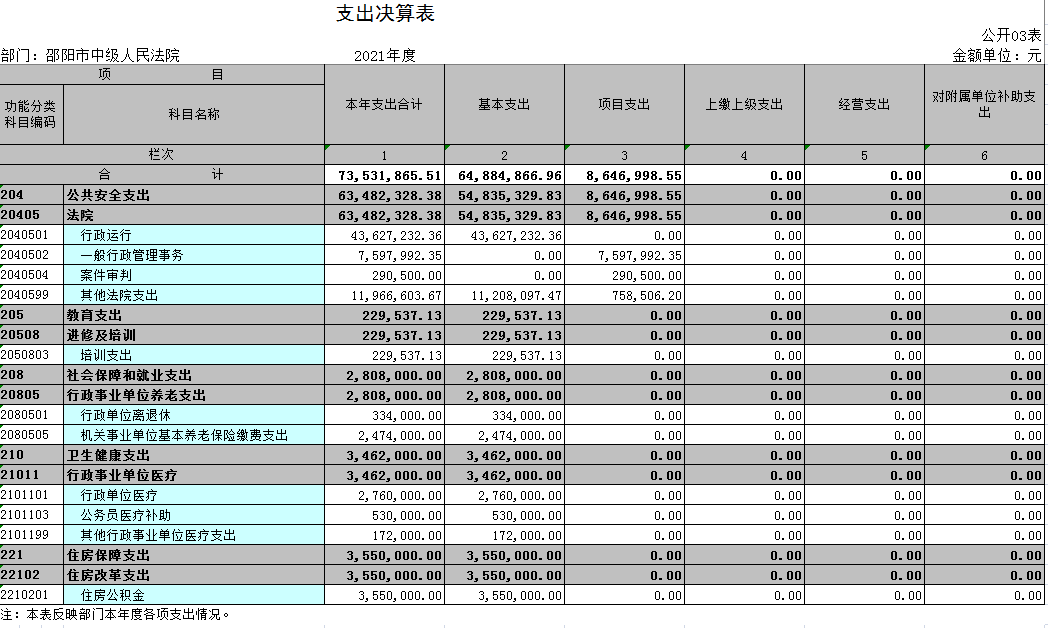 支出决算表
公开03表
部门：邵阳市中级人民法院 2021年度 金额单位：元
项 目 本年支出合计 基本支出 项目支出 上缴上级支出 经营支出 对附属单位补助支出
功能分类科目编码 科目名称
栏次 1 2 3 4 5 6
合 计 73,531,865.51 64,884,866.96 8,646,998.55 0.00 0.00 0.00
204 公共安全支出 63,482,328.38 54,835,329.83 8,646,998.55 0.00 0.00 0.00
20405 法院 63,482,328.38 54,835,329.83 8,646,998.55 0.00 0.00 0.00
2040501 行政运行 43,627,232.36 43,627,232.36 0.00 0.00 0.00 0.00
2040502 一般行政管理事务 7,597,992.35 0.00 7,597,992.35 0.00 0.00 0.00
2040504 案件审判 290,500.00 0.00 290,500.00 0.00 0.00 0.00
2040599 其他法院支出 11,966,603.67 11,208,097.47 758,506.20 0.00 0.00 0.00
205 教育支出 229,537.13 229,537.13 0.00 0.00 0.00 0.00
20508 进修及培训 229,537.13 229,537.13 0.00 0.00 0.00 0.00
2050803 培训支出 229,537.13 229,537.13 0.00 0.00 0.00 0.00
208 社会保障和就业支出 2,808,000.00 2,808,000.00 0.00 0.00 0.00 0.00
20805 行政事业单位养老支出 2,808,000.00 2,808,000.00 0.00 0.00 0.00 0.00
2080501 行政单位离退休 334,000.00 334,000.00 0.00 0.00 0.00 0.00
2080505 机关事业单位基本养老保险缴费支出 2,474,000.00 2,474,000.00 0.00 0.00 0.00 0.00
210 卫生健康支出 3,462,000.00 3,462,000.00 0.00 0.00 0.00 0.00
21011 行政事业单位医疗 3,462,000.00 3,462,000.00 0.00 0.00 0.00 0.00
2101101 行政单位医疗 2,760,000.00 2,760,000.00 0.00 0.00 0.00 0.00
2101103 公务员医疗补助 530,000.00 530,000.00 0.00 0.00 0.00 0.00
2101199 其他行政事业单位医疗支出 172,000.00 172,000.00 0.00 0.00 0.00 0.00
221 住房保障支出 3,550,000.00 3,550,000.00 0.00 0.00 0.00 0.00
22102 住房改革支出 3,550,000.00 3,550,000.00 0.00 0.00 0.00 0.00
2210201 住房公积金 3,550,000.00 3,550,000.00 0.00 0.00 0.00 0.00
注：本表反映部门本年度各项支出情况。